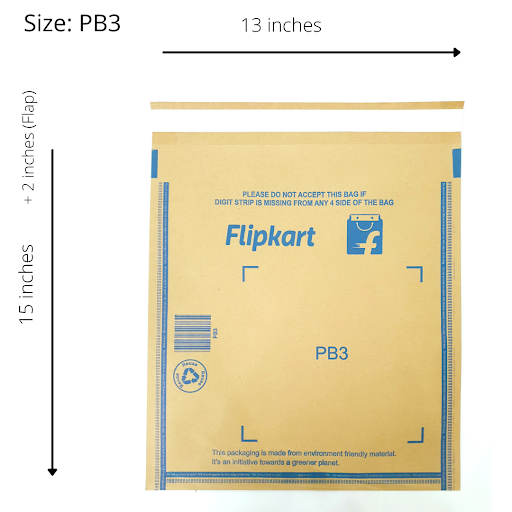 Size: PB3
13 inches
15 inches + 2 inches (Flap)
PLEASE DO NOT ACCEPT THIS BAG IF
DIGIT STRIP IS MISSING FROM ANY 4 SIDE OF THE BAG
Flipkart
f
PB3
PB3
Reuse
This packaging is made from environment friendly material.
It's an initiative towards a greener planet.